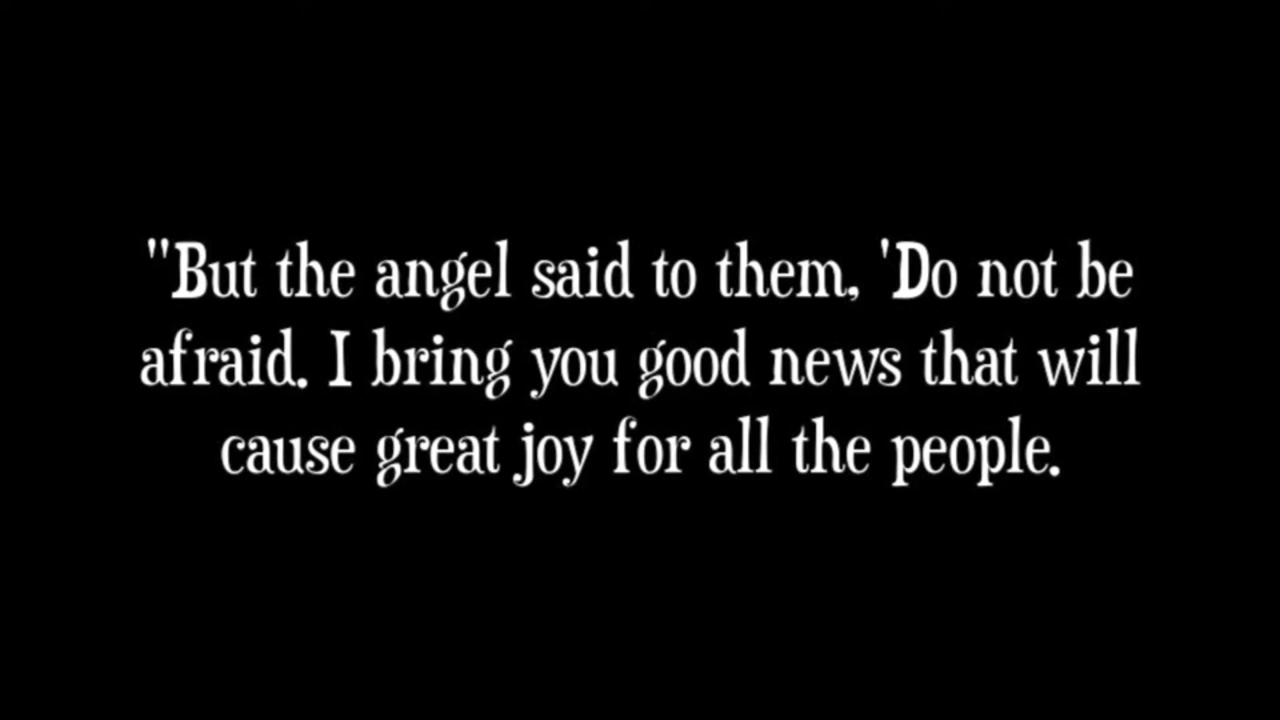 "But the angel said to them, 'Do not be
afraid. I bring you good news that will
cause great joy for all the people.